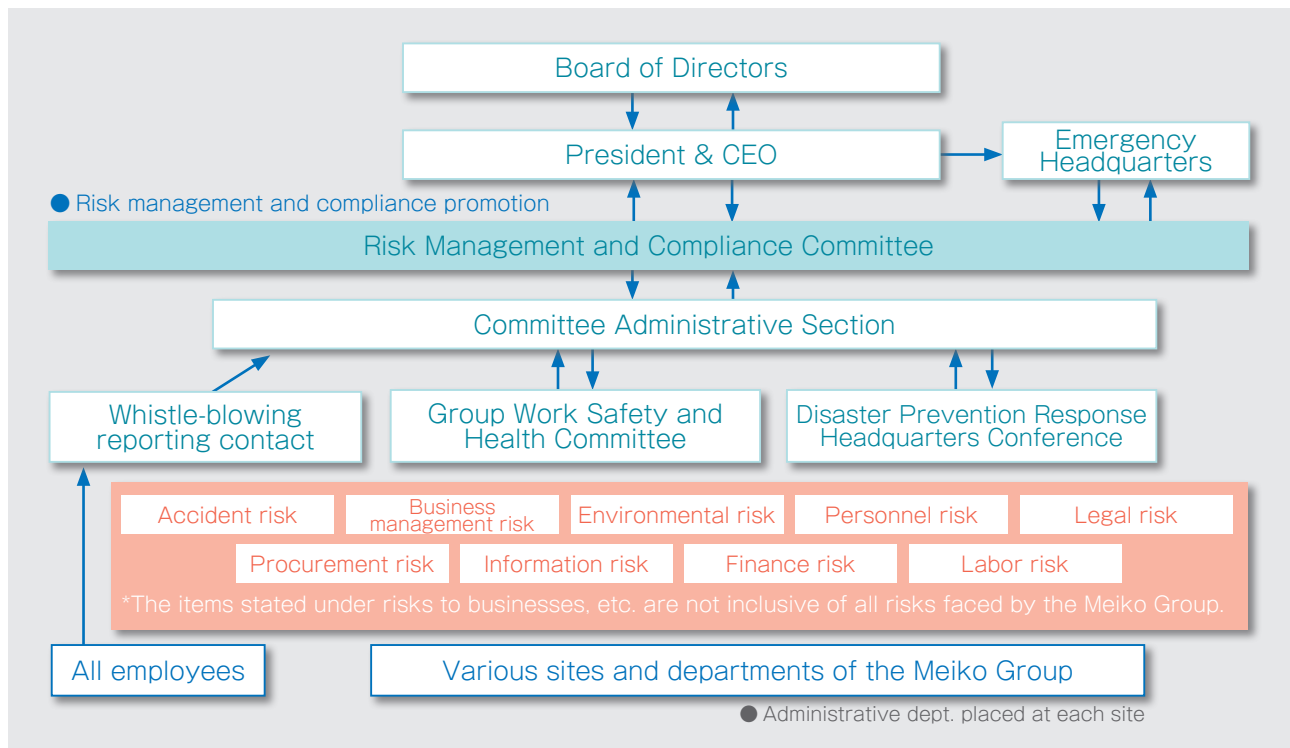 Board of Directors
President & CEO
Emergency
Headquarters
● Risk management and compliance promotion
Risk Management and Compliance Committee
Committee Administrative Section
Whistle-blowing
reporting contact
Group Work Safety and
Health Committee
Disaster Prevention Response
Headquarters Conference
Accident risk
Business
management risk
Environmental risk
Personnel risk
Legal risk
Procurement risk
Information risk
Finance risk
Labor risk
*The items stated under risks to businesses, etc. are not inclusive of all risks faced by the Meiko Group.
All employees
Various sites and departments of the Meiko Group
● Administrative dept. placed at each site